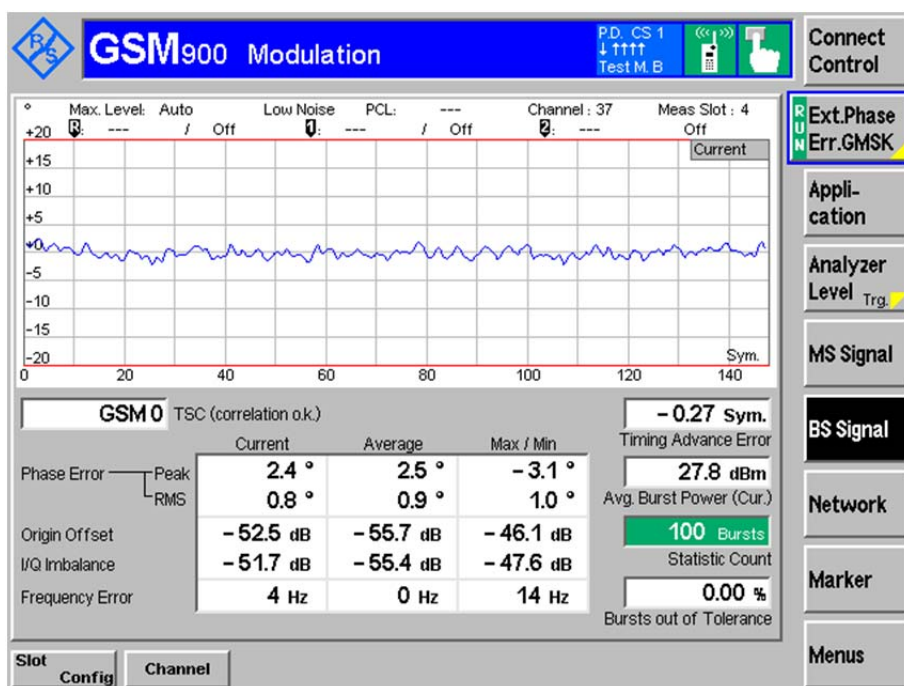 R/S
GSM900 Modulation
P.D. CS 1
↓ ↑↑↑↑
Test M. B
Connect
Control
° Max. Level: Auto Low Noise PCL: --- Channel : 37 Meas Slot : 4
R: --- / Off 1: --- / Off 2: --- Off
Current
+20
+15
+10
+5
+0
-5
-10
-15
-20
Sym.
0 20 40 60 80 100 120 140
RUN
Ext.Phase
Err.GMSK
Appli-
cation
Analyzer
Level Trg.
MS Signal
BS Signal
Network
Marker
Menus
GSM 0 TSC (correlation o.k.)
Current Average Max / Min
Phase Error Peak 2.4 ° 2.5 ° - 3.1 °
RMS 0.8 ° 0.9 ° 1.0 °
Origin Offset - 52.5 dB - 55.7 dB - 46.1 dB
I/Q Imbalance - 51.7 dB - 55.4 dB - 47.6 dB
Frequency Error 4 Hz 0 Hz 14 Hz
- 0.27 Sym.
Timing Advance Error
27.8 dBm
Avg. Burst Power (Cur.)
100 Bursts
Statistic Count
0.00 %
Bursts out of Tolerance
Slot
Config
Channel